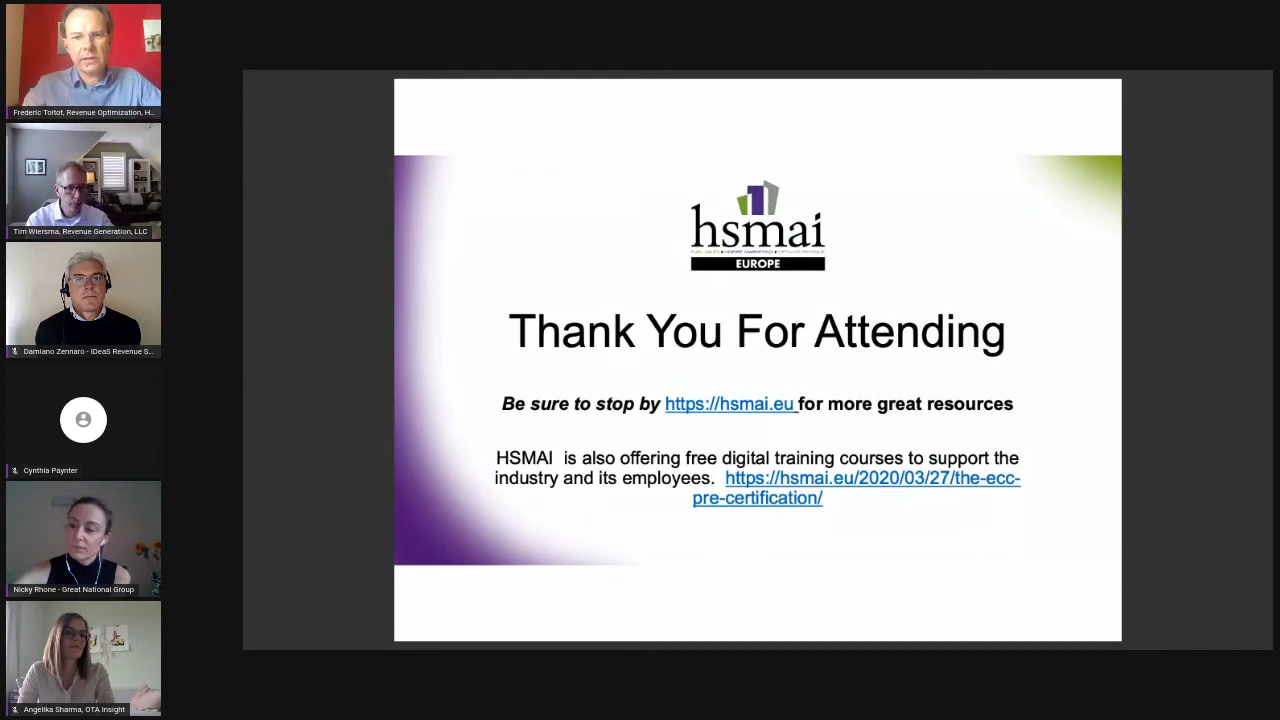 Frederic Toitot, Revenue Optimization, H...
Tim Wiersma, Revenue Generation, LLC
Damiano Zennaro - IDeaS Revenue S...
Cynthia Paynter
Nicky Rhone - Great National Group
Angelika Sharma, OTA Insight
hsmai
EUROPE
Thank You For Attending
Be sure to stop by https://hsmai.eu for more great resources
HSMAI is also offering free digital training courses to support the
industry and its employees. https://hsmai.eu/2020/03/27/the-ecc-
pre-certification/